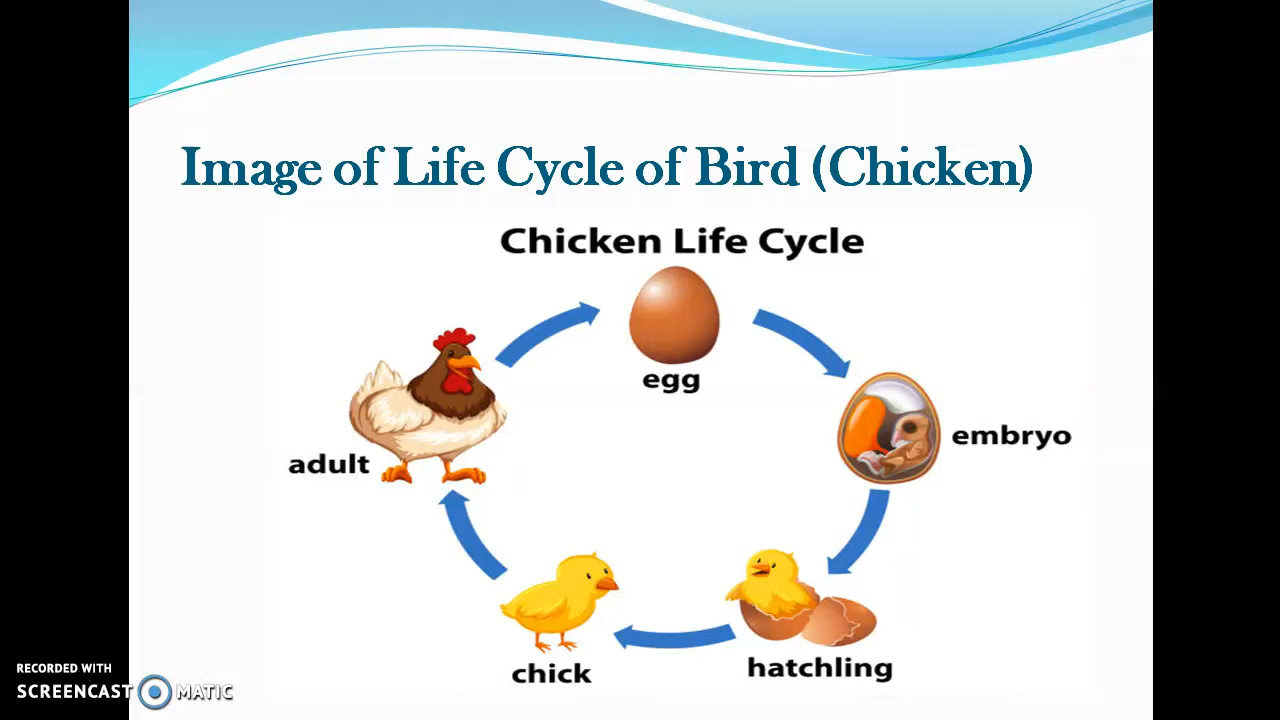 Image of Life Cycle of Bird (Chicken)
Chicken Life Cycle
egg
embryo
adult
chick
hatchling
RECORDED WITH
SCREENCAST MATIC